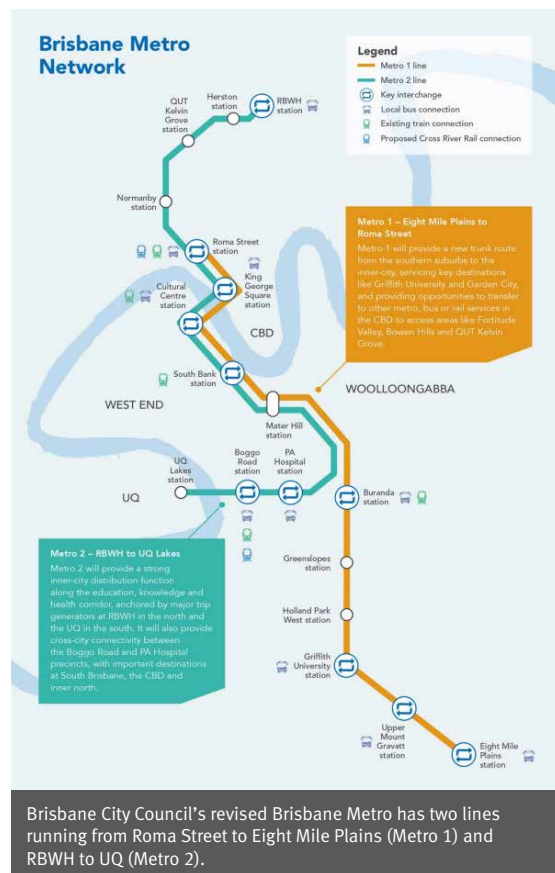 Brisbane Metro
Network
Legend
Metro 1 line
Metro 2 line
Key interchange
Local bus connection
Existing train connection
Proposed Cross River Rail connection
Herston
station
RBWH
station
QUT
Kelvin
Grove
station
Normanby
station
Roma Street
station
King
George
Square
station
Cultural
Centre
station
CBD
Metro 1 – Eight Mile Plains to
Roma Street
Metro 1 will provide a new trunk route
from the southern suburbs to the
inner-city, servicing key destinations
like Griffith University and Garden City,
and providing opportunities to transfer
to other metro, bus or rail services in
the CBD to access areas like Fortitude
Valley, Bowen Hills and QUT Kelvin
Grove.
South Bank
station
WEST END
WOOLLOONGABBA
Mater Hill
station
UQ
Lakes
station
Boggo
Road
station
PA
Hospital
station
UQ
Buranda
station
Metro 2 – RBWH to UQ Lakes
Metro 2 will provide a strong
inner-city distribution function
along the education, knowledge and
health corridor, anchored by major trip
generators at RBWH in the north and
the UQ in the south. It will also provide
cross-city connectivity between
the Boggo Road and PA Hospital
precincts, with important destinations
at South Brisbane, the CBD and
inner north.
Greenslopes
station
Holland Park
West station
Griffith
University
station
Upper
Mount
Gravatt
station
Eight Mile
Plains
station
Brisbane City Council’s revised Brisbane Metro has two lines
running from Roma Street to Eight Mile Plains (Metro 1) and
RBWH to UQ (Metro 2).